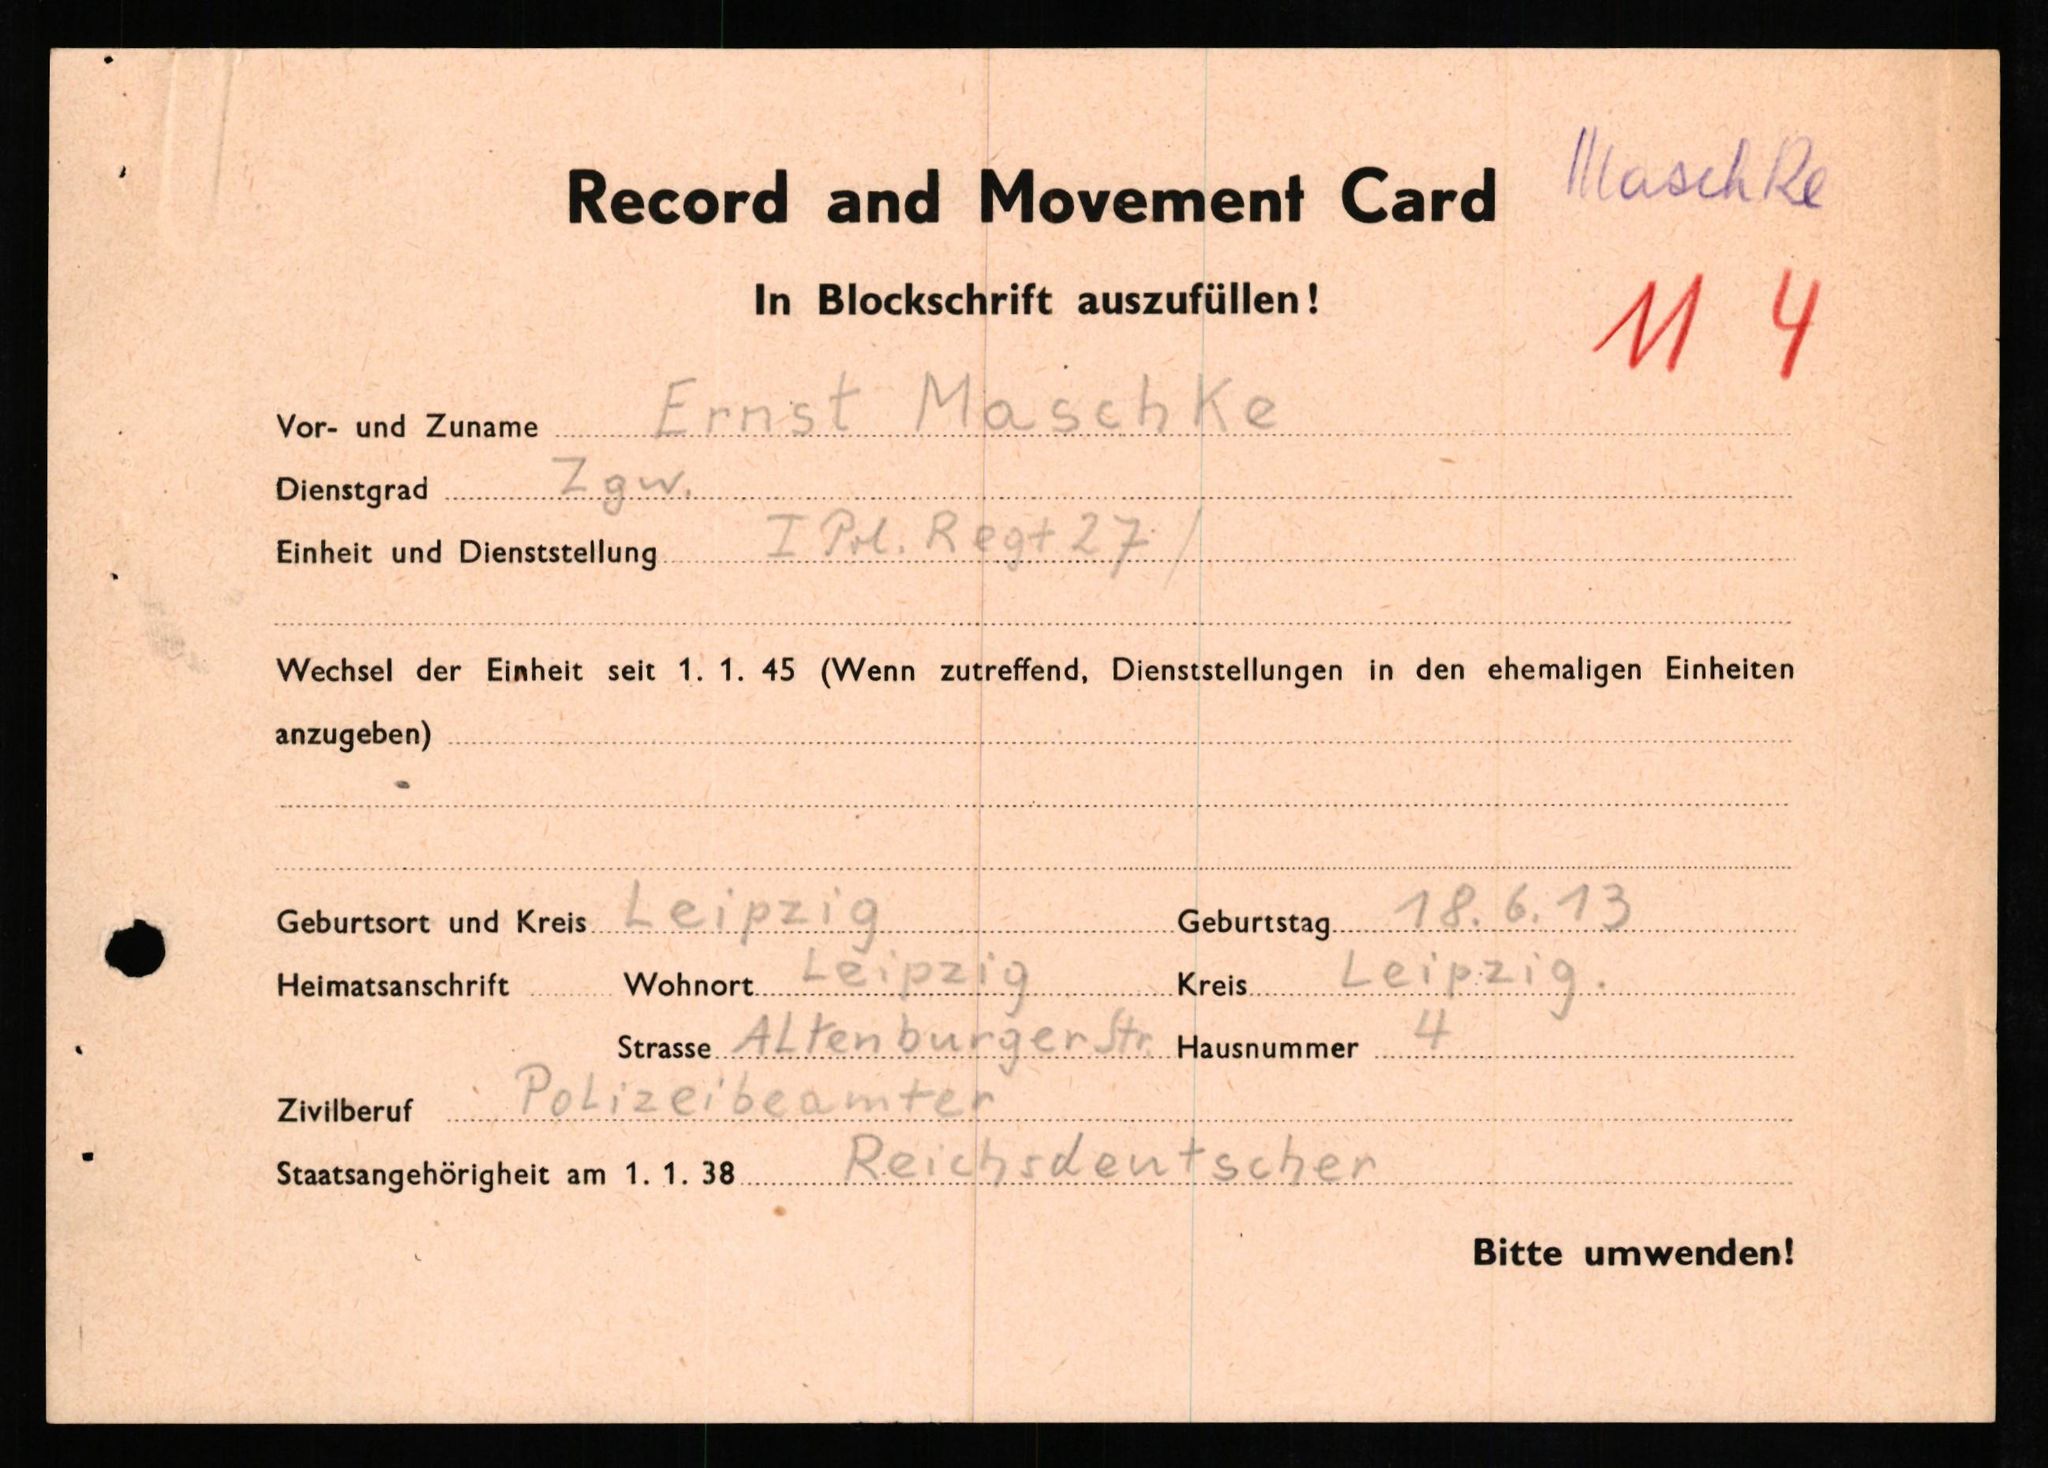 Record and Movement Card
Maschke
In Blockschrift auszufüllen!
M 4
Vor- und Zuname Ernst Maschke
Dienstgrad Zgw.
Einheit und Dienststellung I Pol. Regt 27 /
Wechsel der Einheit seit 1. 1. 45 (Wenn zutreffend, Dienststellungen in den ehemaligen Einheiten
anzugeben)
Geburtsort und Kreis Leipzig Geburtstag 18. 6. 13
Heimatsanschrift Wohnort Leipzig Kreis Leipzig.
Strasse Altenburger Str. Hausnummer 4
Zivilberuf Polizeibeamter
Staatsangehörigheit am 1. 1. 38 Reichsdeutscher
Bitte umwenden!